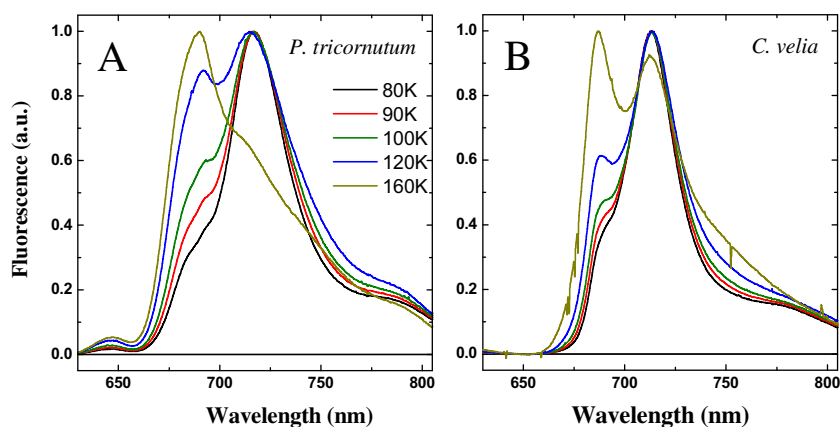 A
P. tricornutum
80K
90K
100K
120K
160K
1.0
0.8
0.6
0.4
0.2
0.0
Fluorescence (a.u.)
650
700
750
800
Wavelength (nm)
B
C. velia
1.0
0.8
0.6
0.4
0.2
0.0
650
700
750
800
Wavelength (nm)